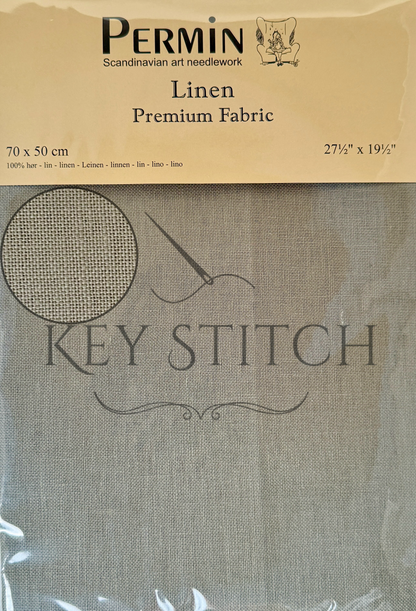 PERMIN
Scandinavian art needlework
Linen
Premium Fabric
70 x 50 cm
27½" x 19½"
100% hør - lin - linen - Leinen - linnen - lin - lino - lino
KEY STITCH